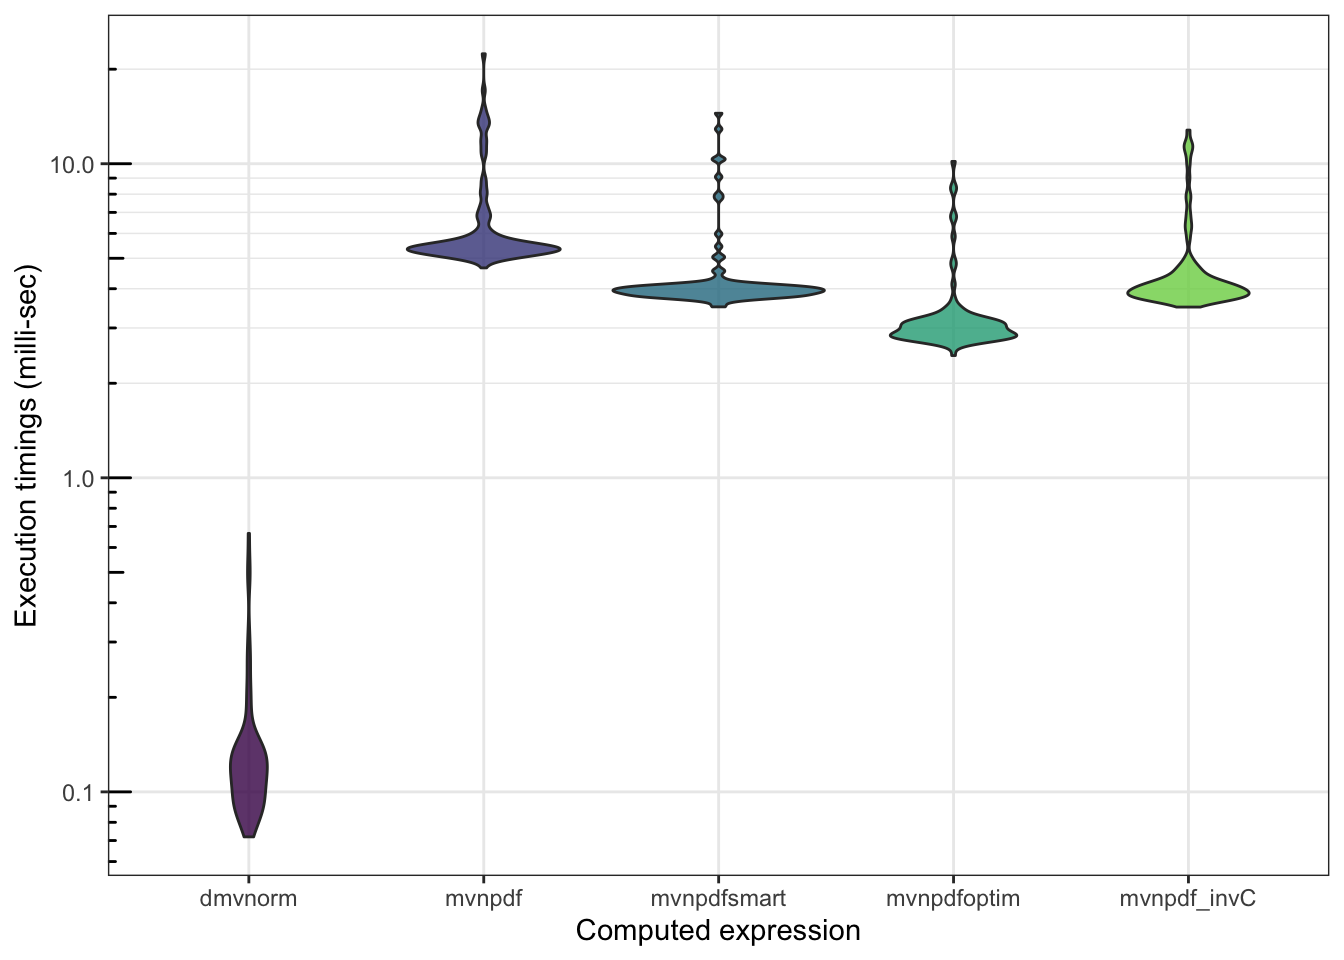 Execution timings (milli-sec)
10.0
1.0
0.1
dmvnorm
mvnpdf
mvnpdfsmart
mvnpdfoptim
mvnpdf_invC
Computed expression